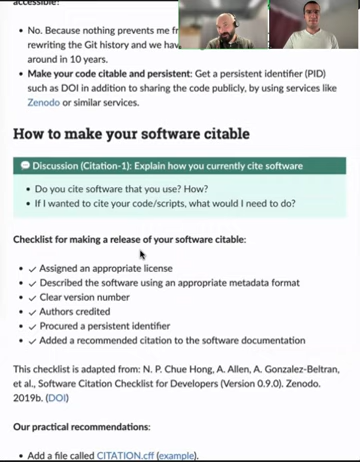 accessible?
No. Because nothing prevents me fr
rewriting the Git history and we hav
around in 10 years.
Make your code citable and persistent: Get a persistent identifier (PID)
such as DOI in addition to sharing the code publicly, by using services like
Zenodo or similar services.
How to make your software citable
Discussion (Citation-1): Explain how you currently cite software
Do you cite software that you use? How?
If I wanted to cite your code/scripts, what would I need to do?
Checklist for making a release of your software citable:
✓ Assigned an appropriate license
✓ Described the software using an appropriate metadata format
✓ Clear version number
✓ Authors credited
✓ Procured a persistent identifier
✓ Added a recommended citation to the software documentation
This checklist is adapted from: N. P. Chue Hong, A. Allen, A. Gonzalez-Beltran,
et al., Software Citation Checklist for Developers (Version 0.9.0). Zenodo.
2019b. (DOI)
Our practical recommendations:
Add a file called CITATION.cff (example).